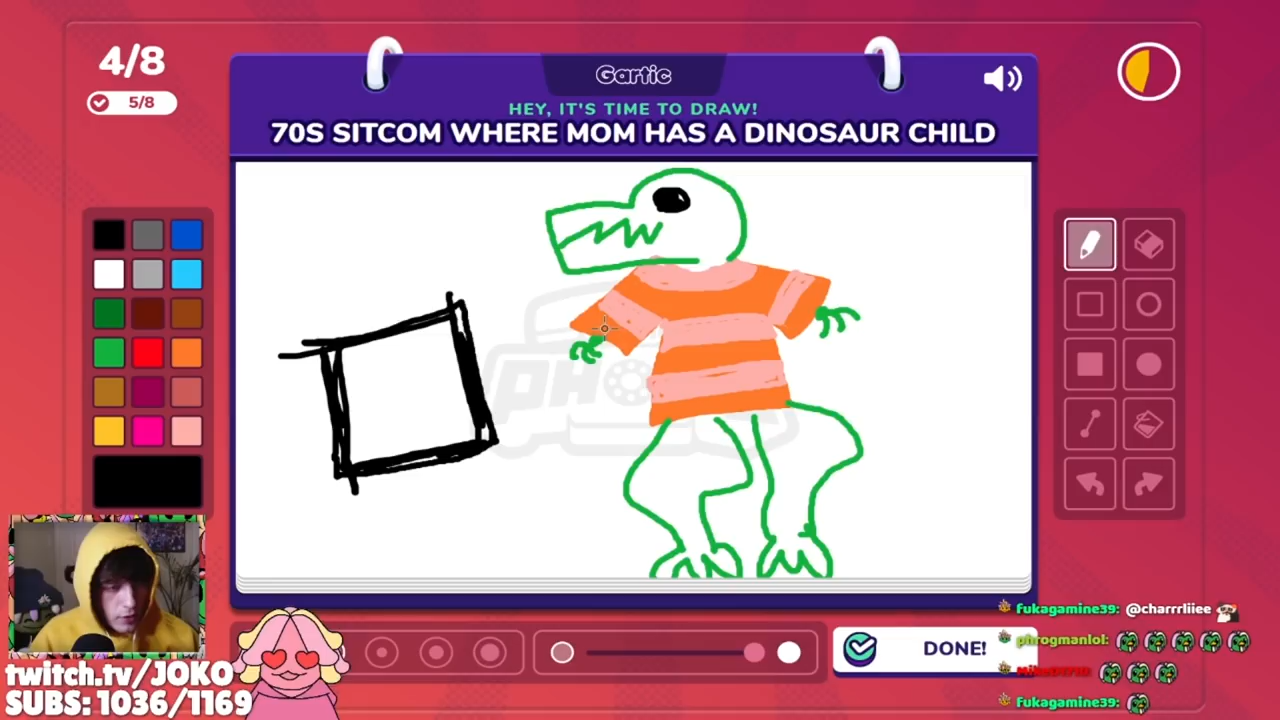 4/8
5/8
Gartic
HEY, IT'S TIME TO DRAW!
70S SITCOM WHERE MOM HAS A DINOSAUR CHILD
PHONE
DONE!
fukagamine39: @charrrliiee
phrogmanlol:
fukagamine39:
twitch.tv/JOKO
SUBS: 1036/1169